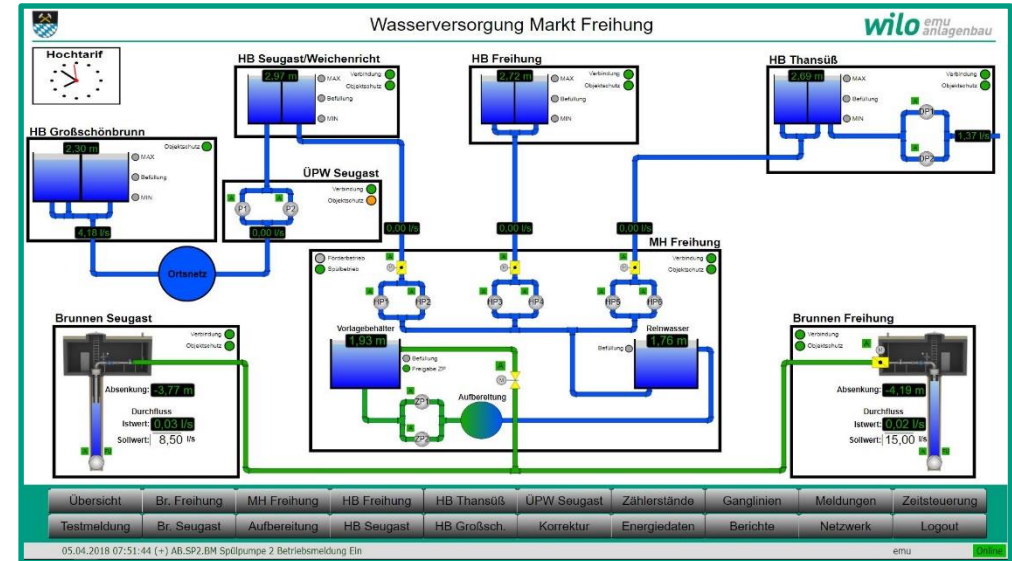 Wasserversorgung Markt Freihung
wilo emu anlagenbau
Hochtarif
HB Seugast/Weichenricht
2,97 m
MAX
Befüllung
MIN
Verbindung
Objektschutz
HB Freihung
2,72 m
MAX
Befüllung
MIN
Verbindung
Objektschutz
HB Thansüß
2,69 m
MAX
Befüllung
MIN
Verbindung
Objektschutz
A
DP1
A
DP2
1,37 l/s
HB Großschönbrunn
2,30 m
MAX
Befüllung
MIN
Objektschutz
4,18 l/s
ÜPW Seugast
Verbindung
Objektschutz
A
P1
A
P2
0,00 l/s
Ortsnetz
0,00 l/s
0,00 l/s
0,00 l/s
MH Freihung
Förderbetrieb
Spülbetrieb
Verbindung
Objektschutz
HP1
HP2
HP3
HP4
HP5
HP6
Vorlagebehälter
1,93 m
Befüllung
Freigabe ZP
A
ZP1
A
ZP2
A
M
Aufbereitung
Reinwasser
1,76 m
Befüllung
Brunnen Seugast
Verbindung
Objektschutz
Absenkung: -3,77 m
Durchfluss
Istwert: 0,03 l/s
Sollwert: 8,50 l/s
Brunnen Freihung
Verbindung
Objektschutz
A
Absenkung: -4,19 m
Durchfluss
Istwert: 0,02 l/s
Sollwert: 15,00 l/s
Übersicht Br. Freihung MH Freihung HB Freihung HB Thansüß ÜPW Seugast Zählerstände Ganglinien Meldungen Zeitsteuerung
Testmeldung Br. Seugast Aufbereitung HB Seugast HB Großsch. Korrektur Energiedaten Berichte Netzwerk Logout
05.04.2018 07:51:44 (+) AB.SP2.BM Spülpumpe 2 Betriebsmeldung Ein emu Online